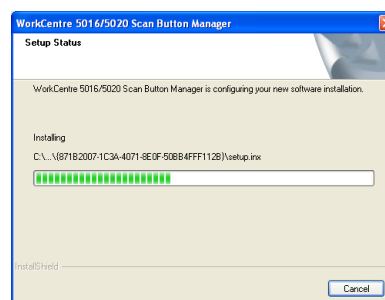 WorkCentre 5016/5020 Scan Button Manager
Setup Status
WorkCentre 5016/5020 Scan Button Manager is configuring your new software installation.
Installing
C:\...\{871B2007-1C3A-4071-8E0F-50BB4FFF112B}\setup.inx
InstallShield
Cancel